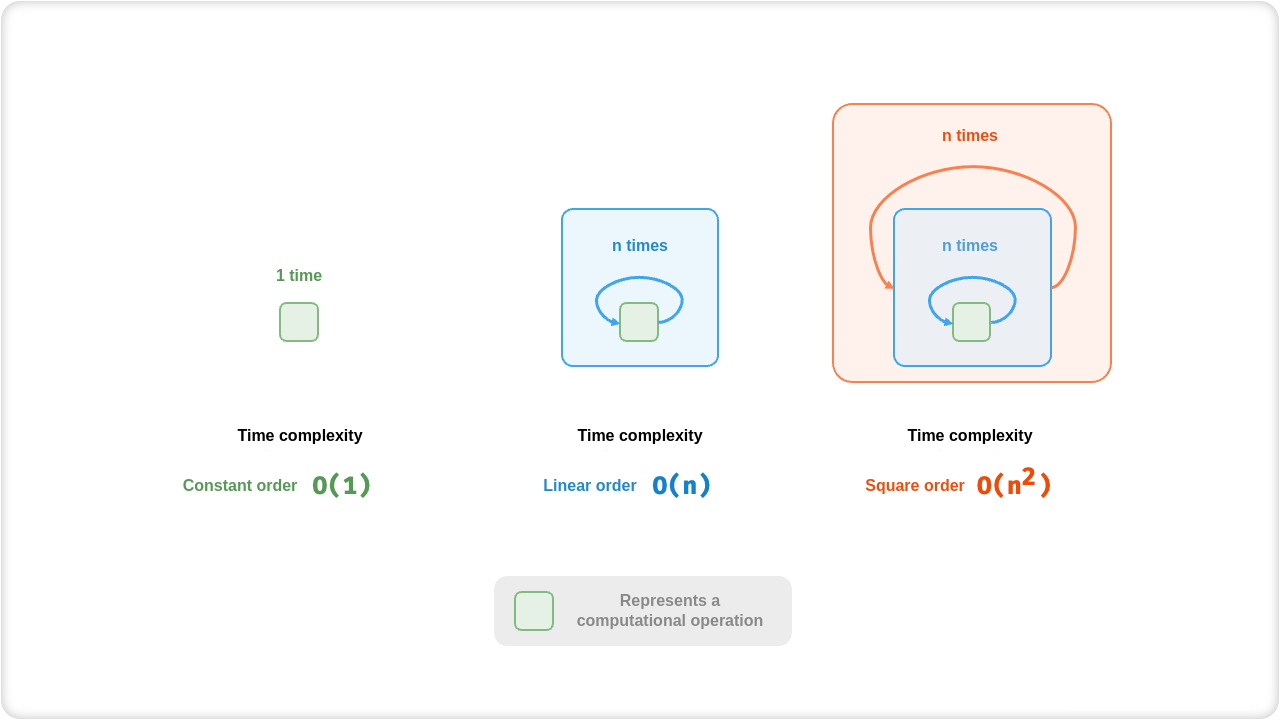 n times
n times
n times
1 time
Time complexity
Time complexity
Time complexity
Constant order O(1)
Linear order O(n)
Square order O(n²)
Represents a
computational operation